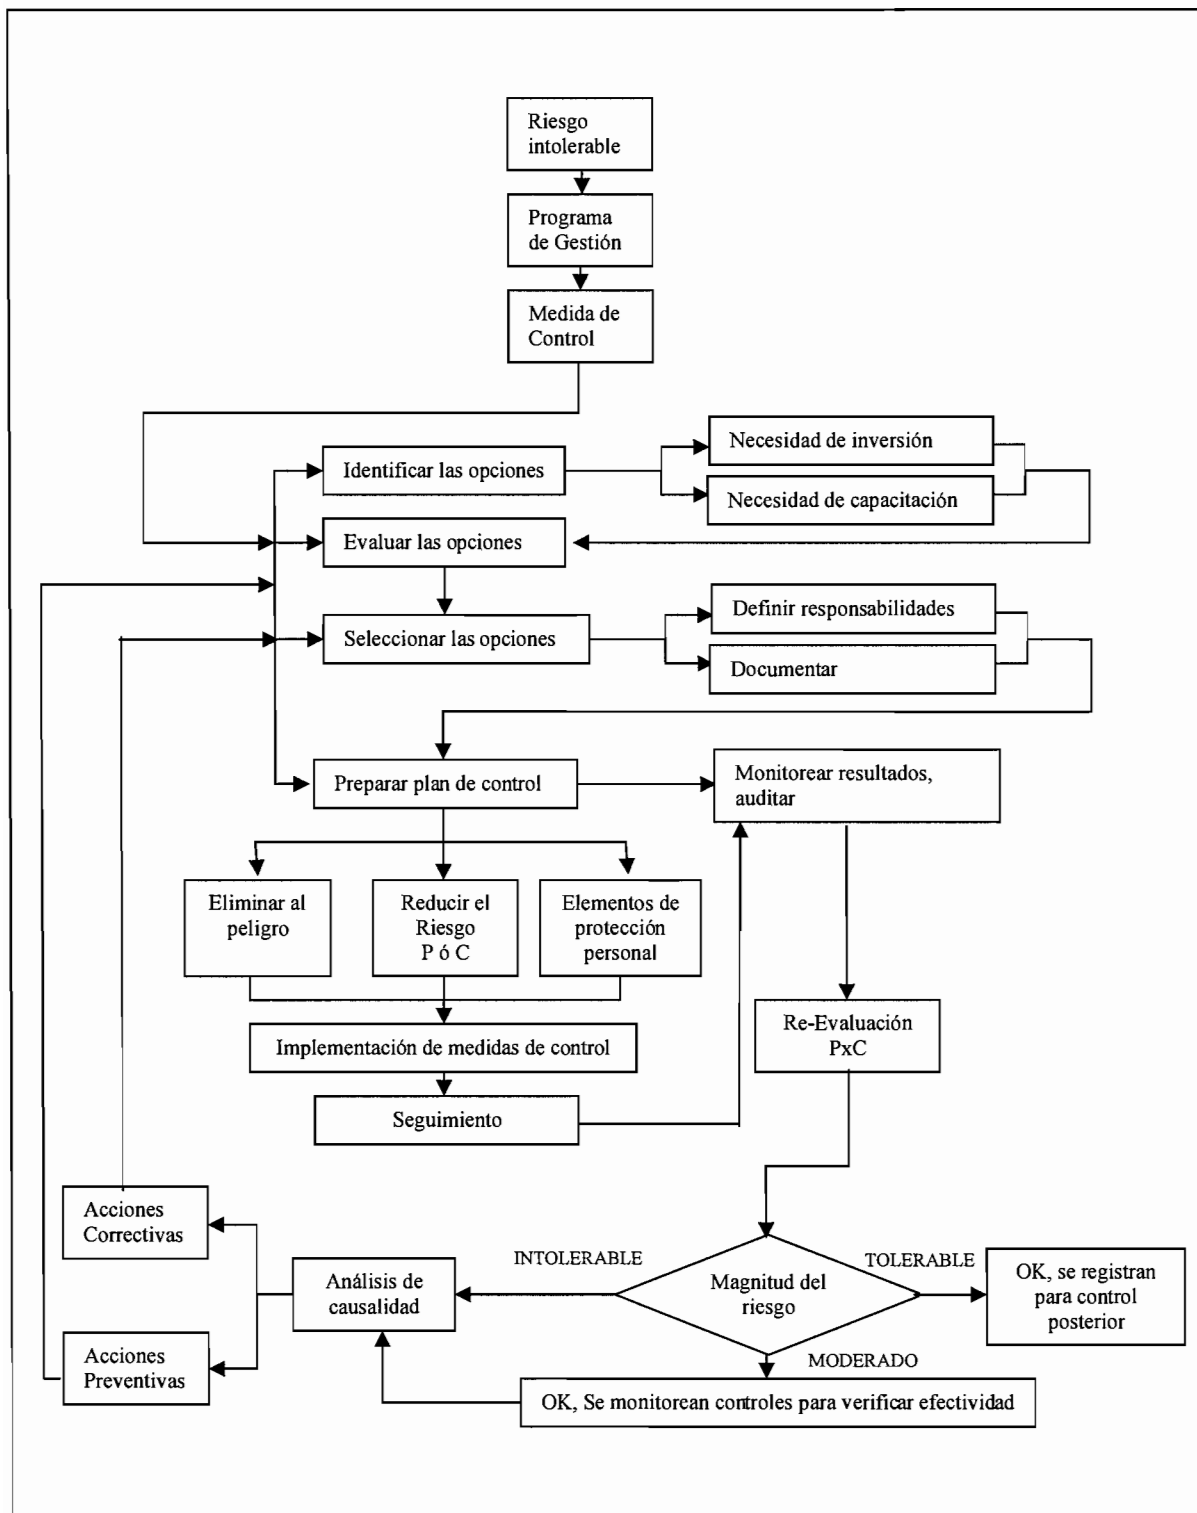 Riesgo
intolerable
Programa
de Gestión
Medida de
Control
Identificar las opciones
Necesidad de inversión
Necesidad de capacitación
Evaluar las opciones
Seleccionar las opciones
Definir responsabilidades
Documentar
Preparar plan de control
Monitorear resultados,
auditar
Eliminar al
peligro
Reducir el
Riesgo
P ó C
Elementos de
protección
personal
Implementación de medidas de control
Seguimiento
Re-Evaluación
PxC
Acciones
Correctivas
Acciones
Preventivas
Análisis de
causalidad
INTOLERABLE
Magnitud del
riesgo
TOLERABLE
OK, se registran
para control
posterior
MODERADO
OK, Se monitorean controles para verificar efectividad